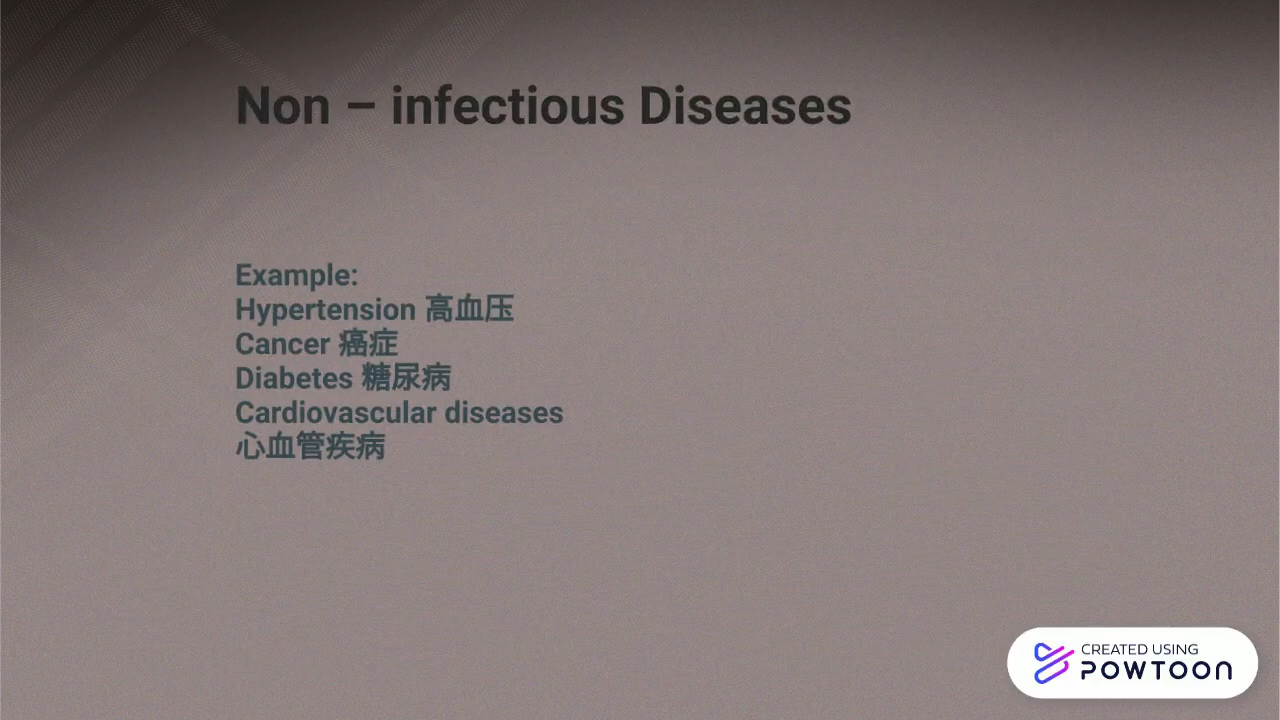 Non – infectious Diseases
Example:
Hypertension 高血压
Cancer 癌症
Diabetes 糖尿病
Cardiovascular diseases
心血管疾病
CREATED USING
POWTOON